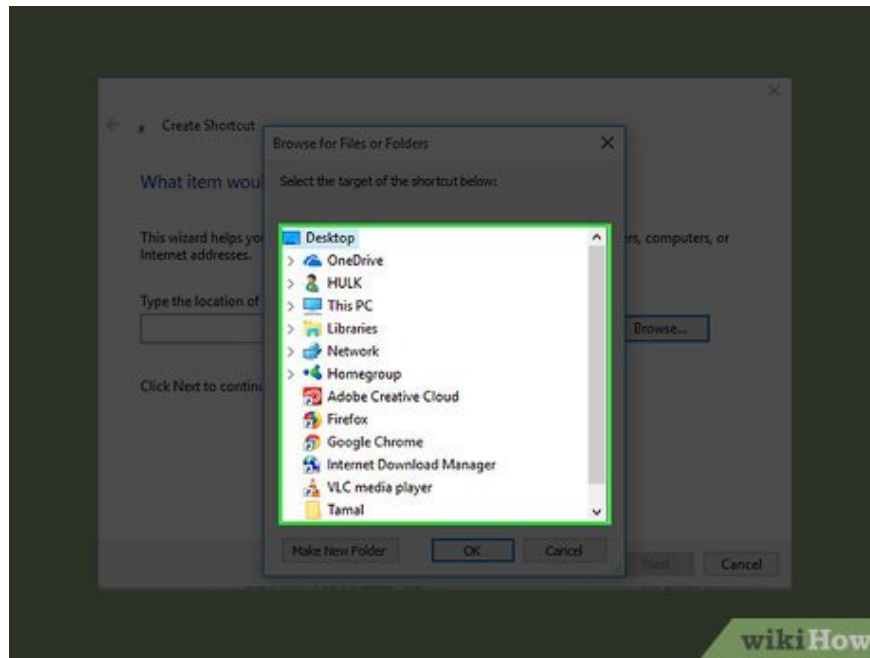 Create Shortcut
Browse for Files or Folders
What item woul
Select the target of the shortcut below:
This wizard helps you
ers, computers, or
Internet addresses.
Type the location of
Browse...
Click Next to continu
Desktop
OneDrive
HULK
This PC
Libraries
Network
Homegroup
Adobe Creative Cloud
Firefox
Google Chrome
Internet Download Manager
VLC media player
Tamal
Make New Folder
OK
Cancel
Next
Cancel
wikiHow